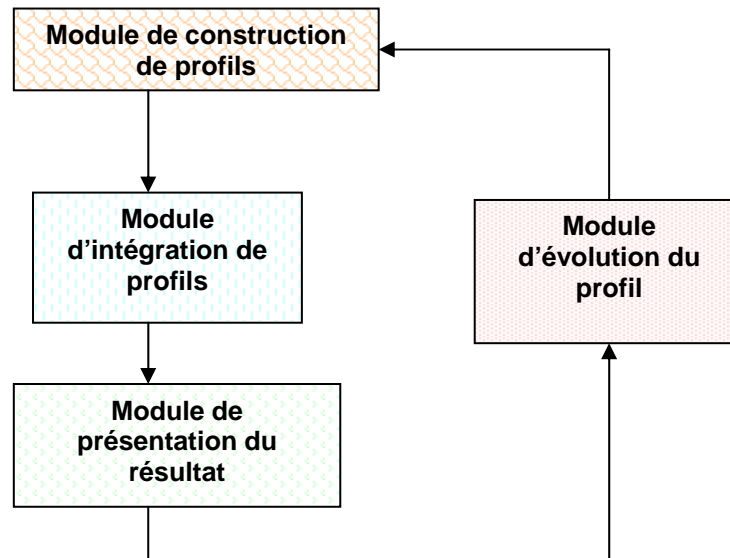 Module de construction
de profils
Module
d’intégration de
profils
Module
d’évolution du
profil
Module de
présentation du
résultat